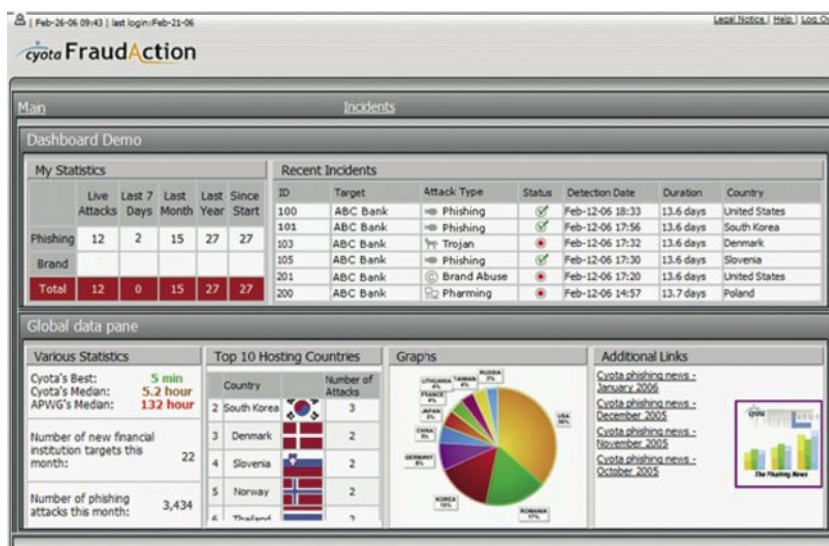 Feb-26-06 09:43 | last login:Feb-21-06
Legal Notice | Help | Log O
cyota FraudAction
Main
Incidents
Dashboard Demo
My Statistics
Live Attacks Last 7 Days Last Month Last Year Since Start
Phishing 12 2 15 27 27
Brand
Total 12 0 15 27 27
Recent Incidents
ID Target Attack Type Status Detection Date Duration Country
100 ABC Bank Phishing Feb-12-06 18:33 13.6 days United States
101 ABC Bank Phishing Feb-12-06 17:56 13.6 days South Korea
103 ABC Bank Trojan Feb-12-06 17:32 13.6 days Denmark
105 ABC Bank Phishing Feb-12-06 17:30 13.6 days Slovenia
201 ABC Bank © Brand Abuse Feb-12-06 17:20 13.6 days United States
200 ABC Bank Pharming Feb-12-06 14:57 13.7 days Poland
Global data pane
Various Statistics
Cyota's Best: 5 min
Cyota's Median: 5.2 hour
APWG's Median: 132 hour
Number of new financial
institution targets this
month: 22
Number of phishing
attacks this month: 3,434
Top 10 Hosting Countries
Country Number of Attacks
2 South Korea 3
3 Denmark 2
4 Slovenia 2
5 Norway 2
6 Thailand 2
Graphs
RUSSIA
TAIWAN
LITHUANIA
FRANCE
JAPAN
CHINA
GERMANY
KOREA
ROMANIA
USA
Additional Links
Cyota phishing news -
January 2006
Cyota phishing news -
December 2005
Cyota phishing news -
November 2005
Cyota phishing news -
October 2005
cyota
The Phishing News